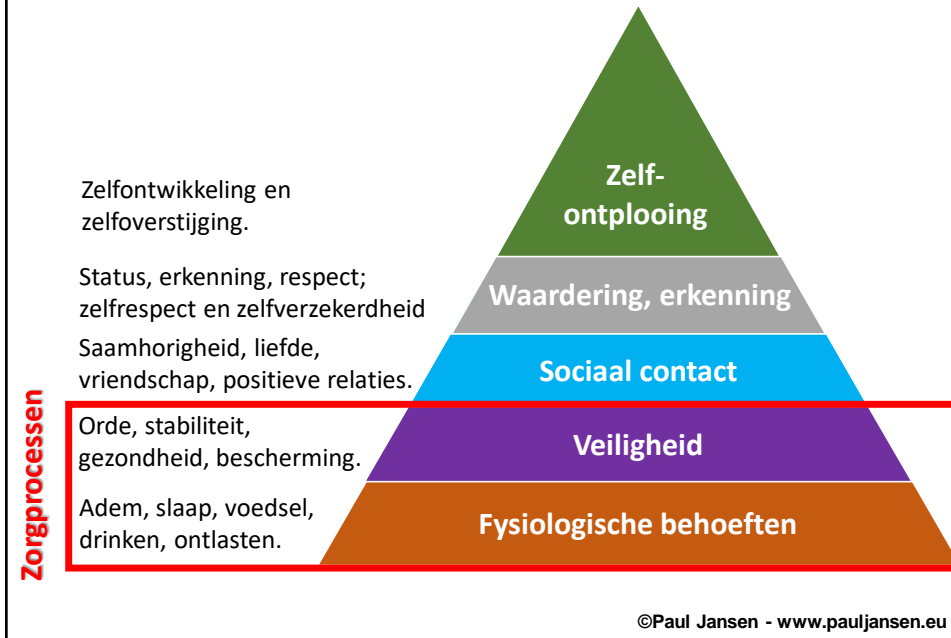 Zelfontwikkeling en
zelfoverstijging.
Zelf-
ontplooing
Status, erkenning, respect;
zelfrespect en zelfverzekerdheid
Waardering, erkenning
Saamhorigheid, liefde,
vriendschap, positieve relaties.
Sociaal contact
Zorgprocessen
Orde, stabiliteit,
gezondheid, bescherming.
Veiligheid
Adem, slaap, voedsel,
drinken, ontlasten.
Fysiologische behoeften
©Paul Jansen - www.pauljansen.eu